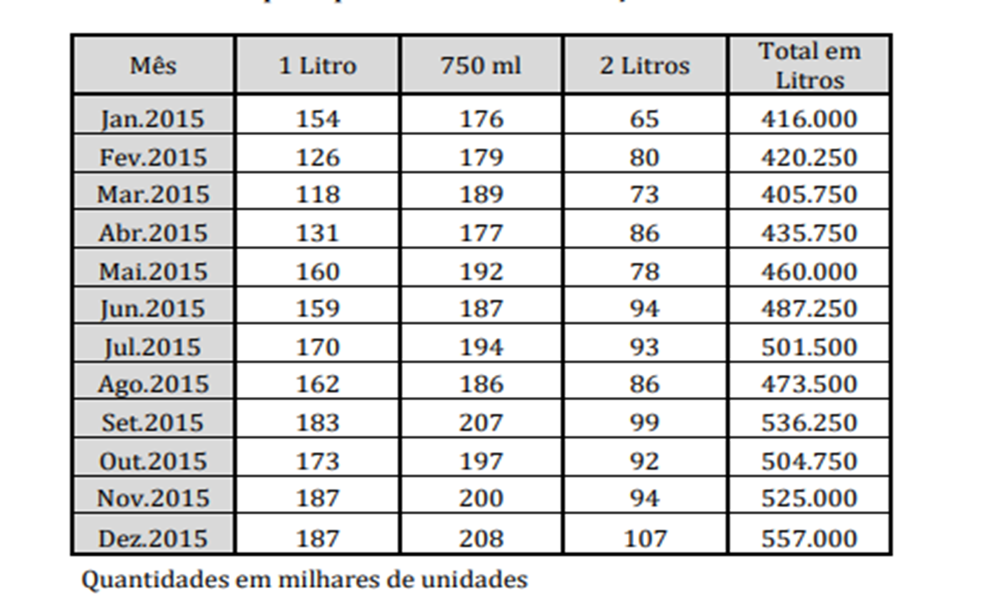 Mês 1 Litro 750 ml 2 Litros Total em Litros
Jan.2015 154 176 65 416.000
Fev.2015 126 179 80 420.250
Mar.2015 118 189 73 405.750
Abr.2015 131 177 86 435.750
Mai.2015 160 192 78 460.000
Jun.2015 159 187 94 487.250
Jul.2015 170 194 93 501.500
Ago.2015 162 186 86 473.500
Set.2015 183 207 99 536.250
Out.2015 173 197 92 504.750
Nov.2015 187 200 94 525.000
Dez.2015 187 208 107 557.000
Quantidades em milhares de unidades